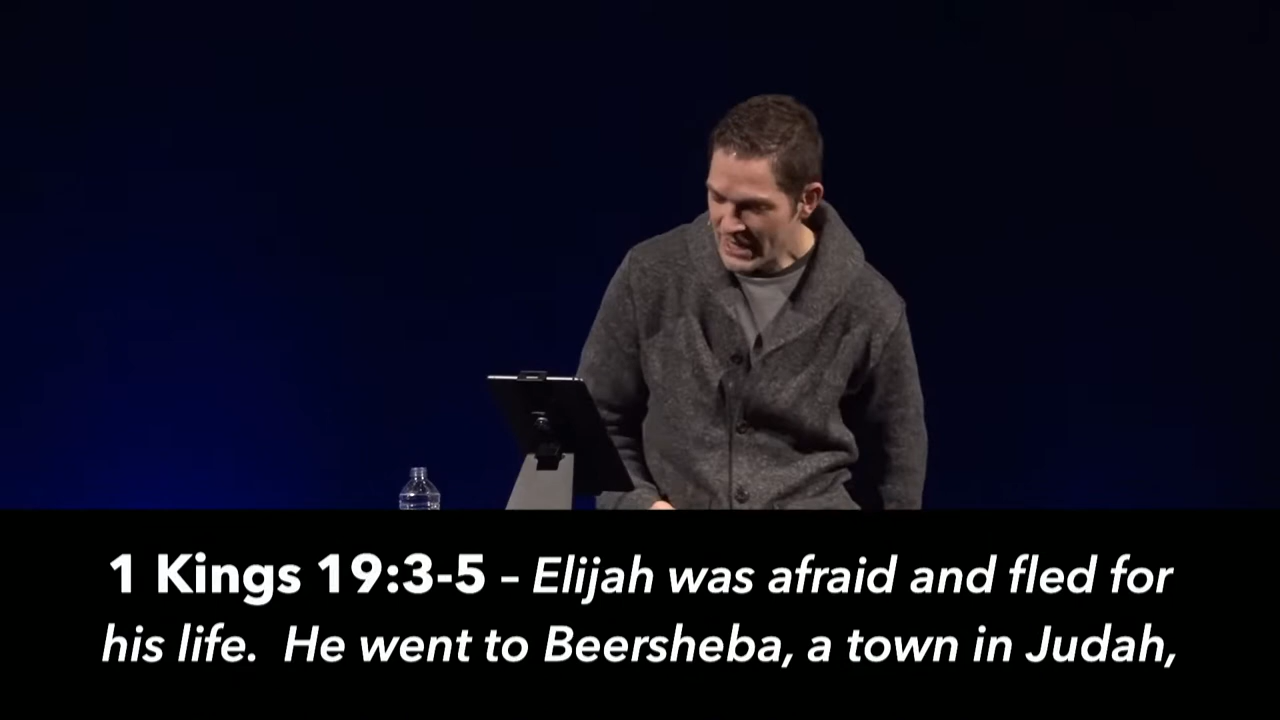 1 Kings 19:3-5 – Elijah was afraid and fled for
his life. He went to Beersheba, a town in Judah,